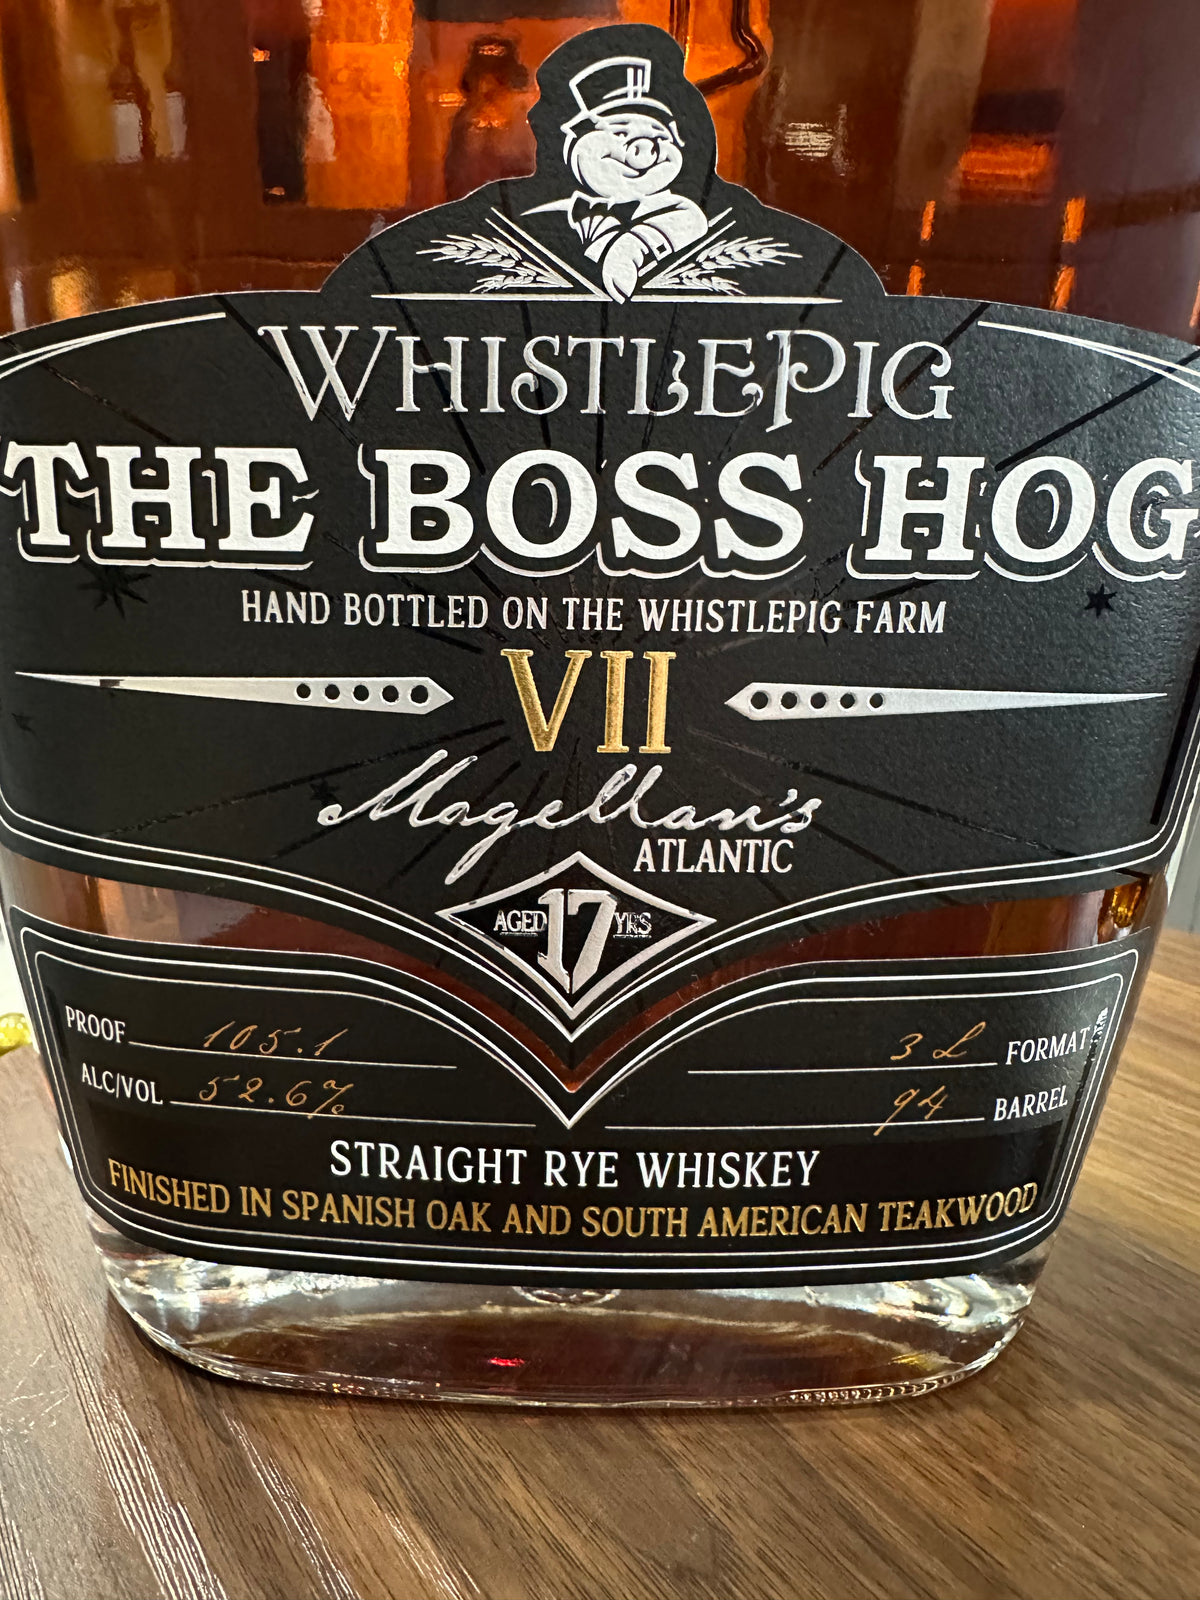 WHISTLEPIG
THE BOSS HOG
HAND BOTTLED ON THE WHISTLEPIG FARM
VII
Magellan's
ATLANTIC
AGED 17 YRS
PROOF 105.1
ALC/VOL 52.6%
3 L FORMAT
94 BARREL
STRAIGHT RYE WHISKEY
FINISHED IN SPANISH OAK AND SOUTH AMERICAN TEAKWOOD